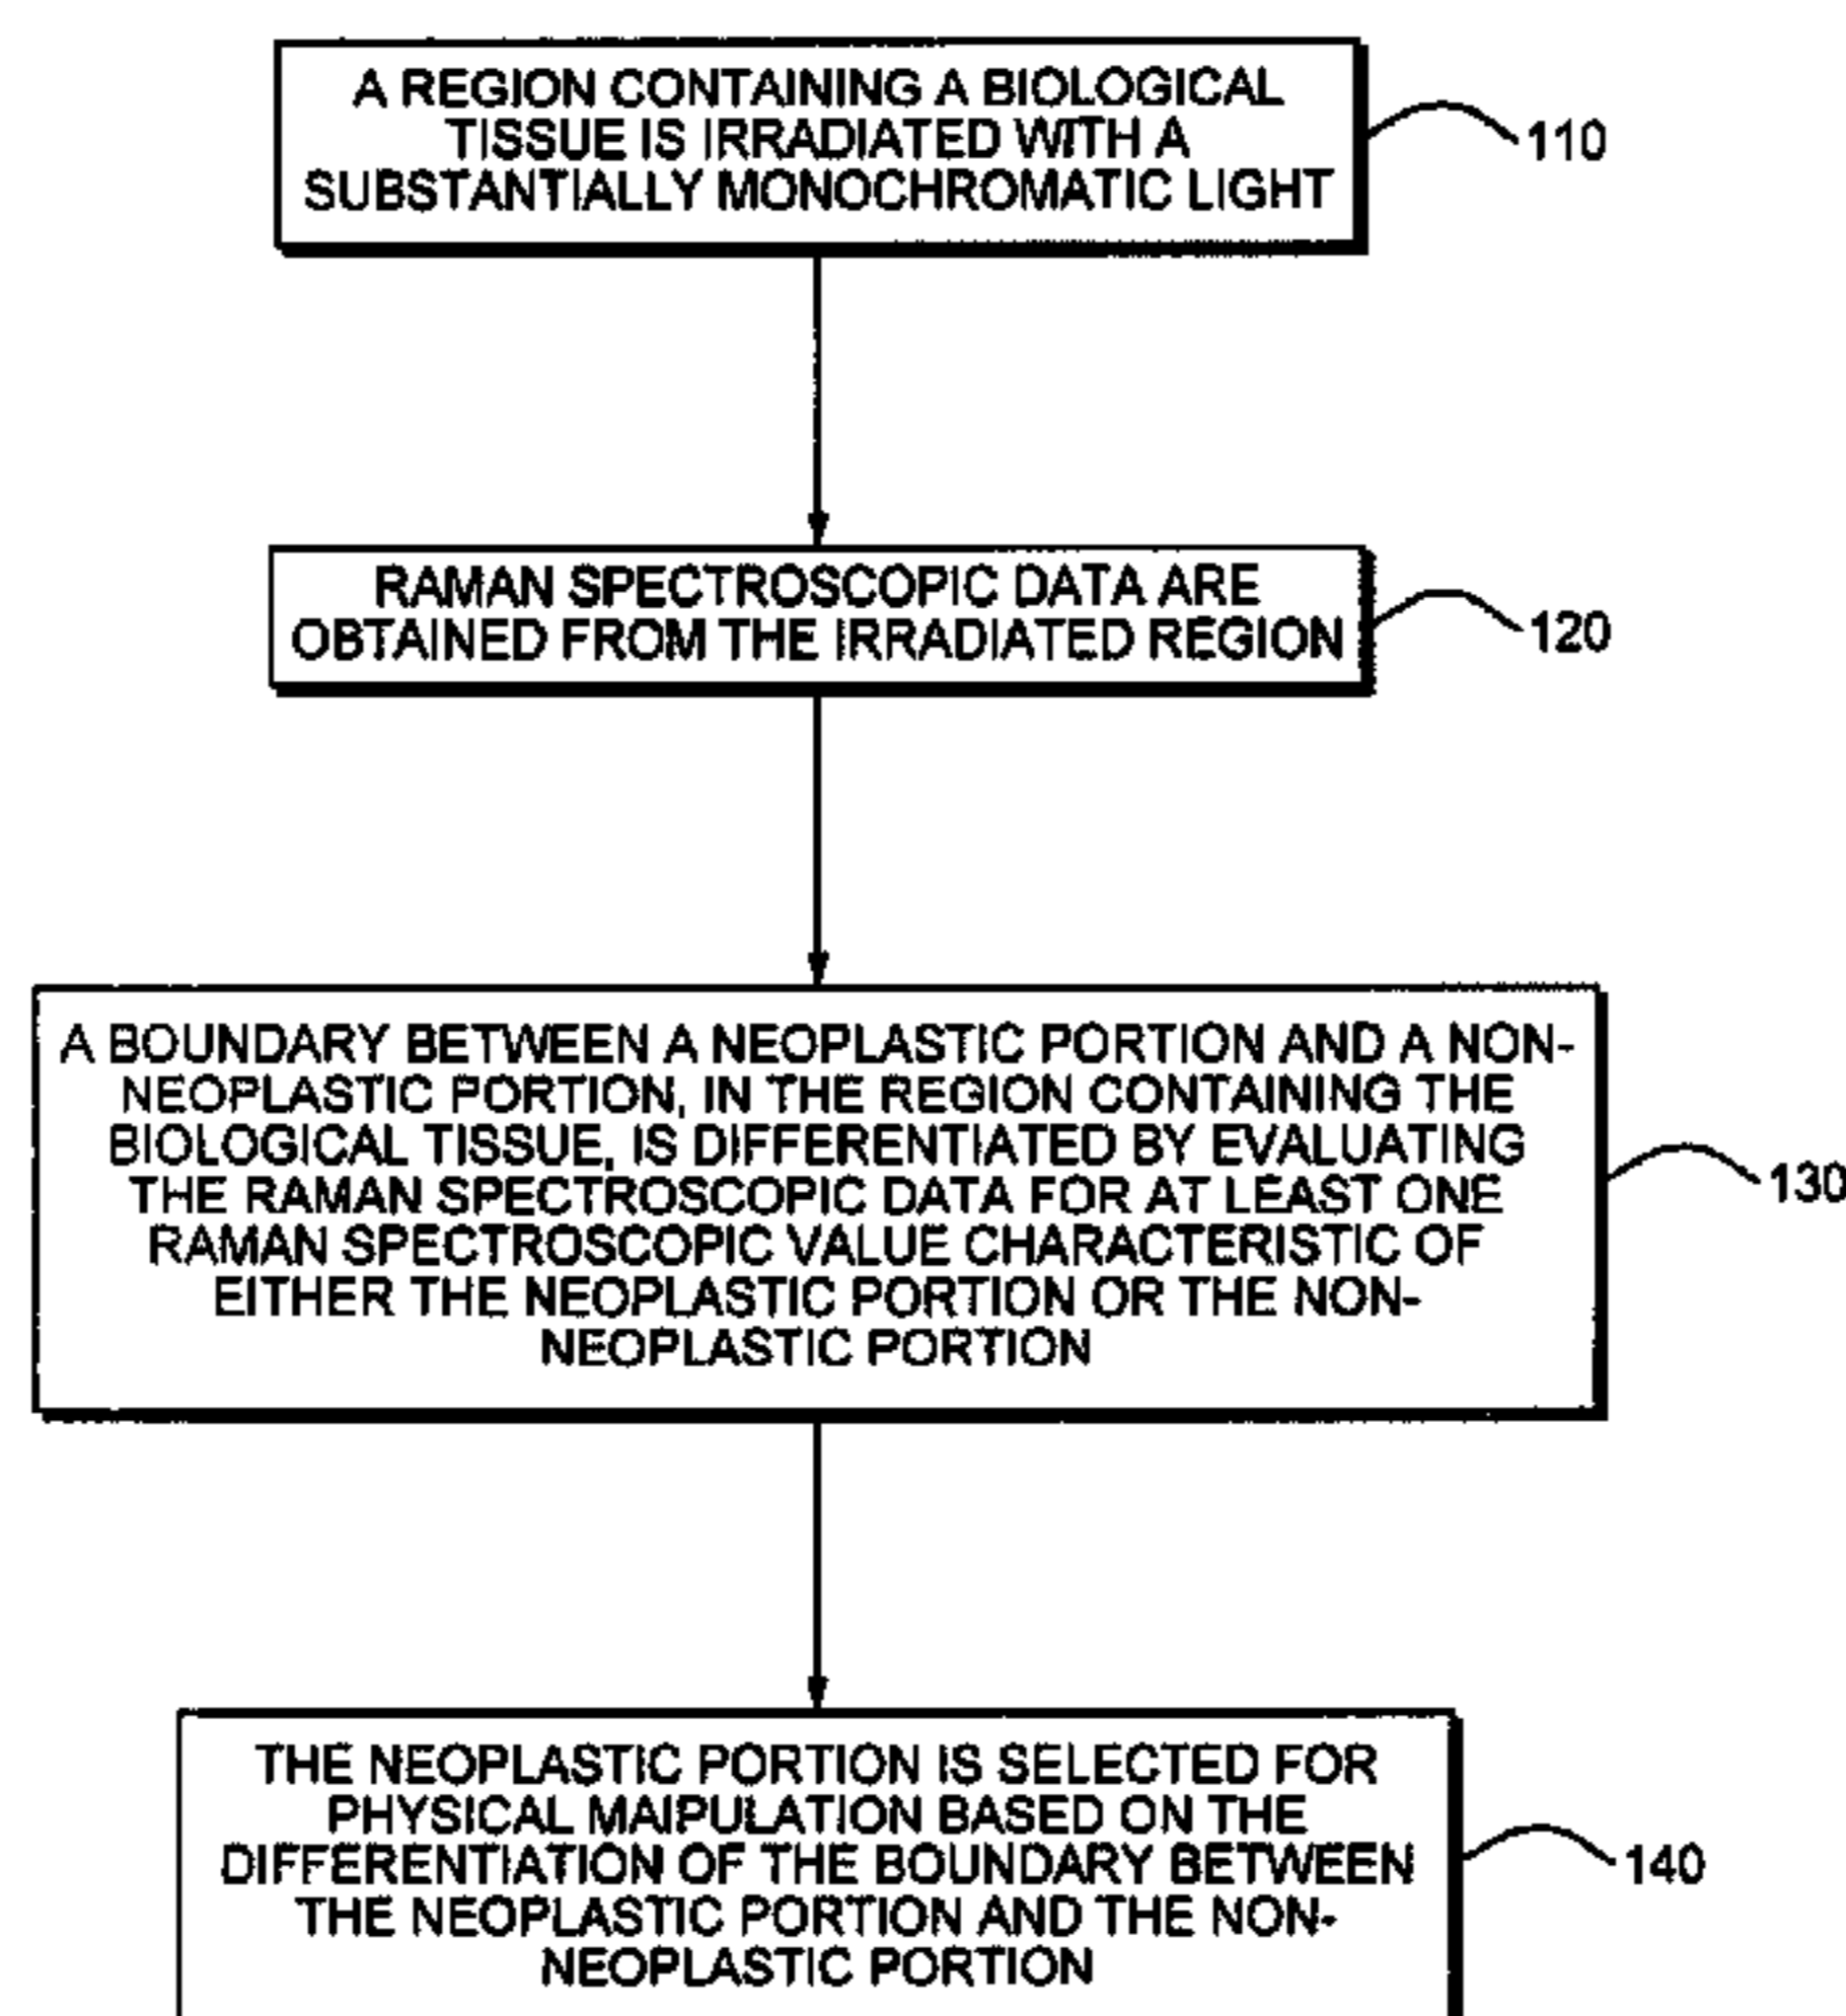 A REGION CONTAINING A BIOLOGICAL
TISSUE IS IRRADIATED WITH A
SUBSTANTIALLY MONOCHROMATIC LIGHT
110
RAMAN SPECTROSCOPIC DATA ARE
OBTAINED FROM THE IRRADIATED REGION
120
A BOUNDARY BETWEEN A NEOPLASTIC PORTION AND A NON-
NEOPLASTIC PORTION, IN THE REGION CONTAINING THE
BIOLOGICAL TISSUE, IS DIFFERENTIATED BY EVALUATING
THE RAMAN SPECTROSCOPIC DATA FOR AT LEAST ONE
RAMAN SPECTROSCOPIC VALUE CHARACTERISTIC OF
EITHER THE NEOPLASTIC PORTION OR THE NON-
NEOPLASTIC PORTION
130
THE NEOPLASTIC PORTION IS SELECTED FOR
PHYSICAL MAIPULATION BASED ON THE
DIFFERENTIATION OF THE BOUNDARY BETWEEN
THE NEOPLASTIC PORTION AND THE NON-
NEOPLASTIC PORTION
140